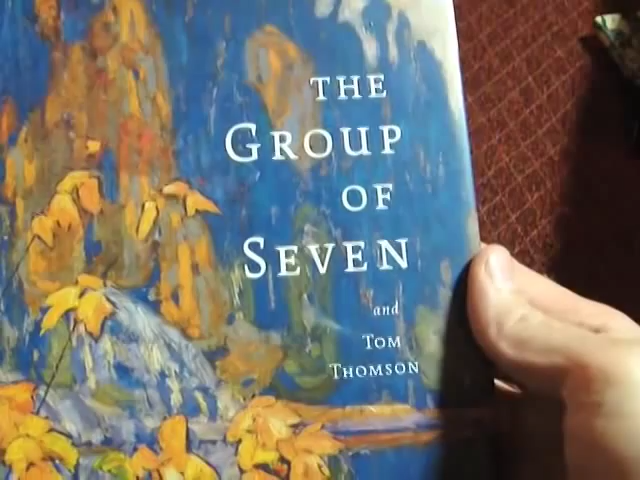 THE
GROUP
OF
SEVEN
and
TOM
THOMSON